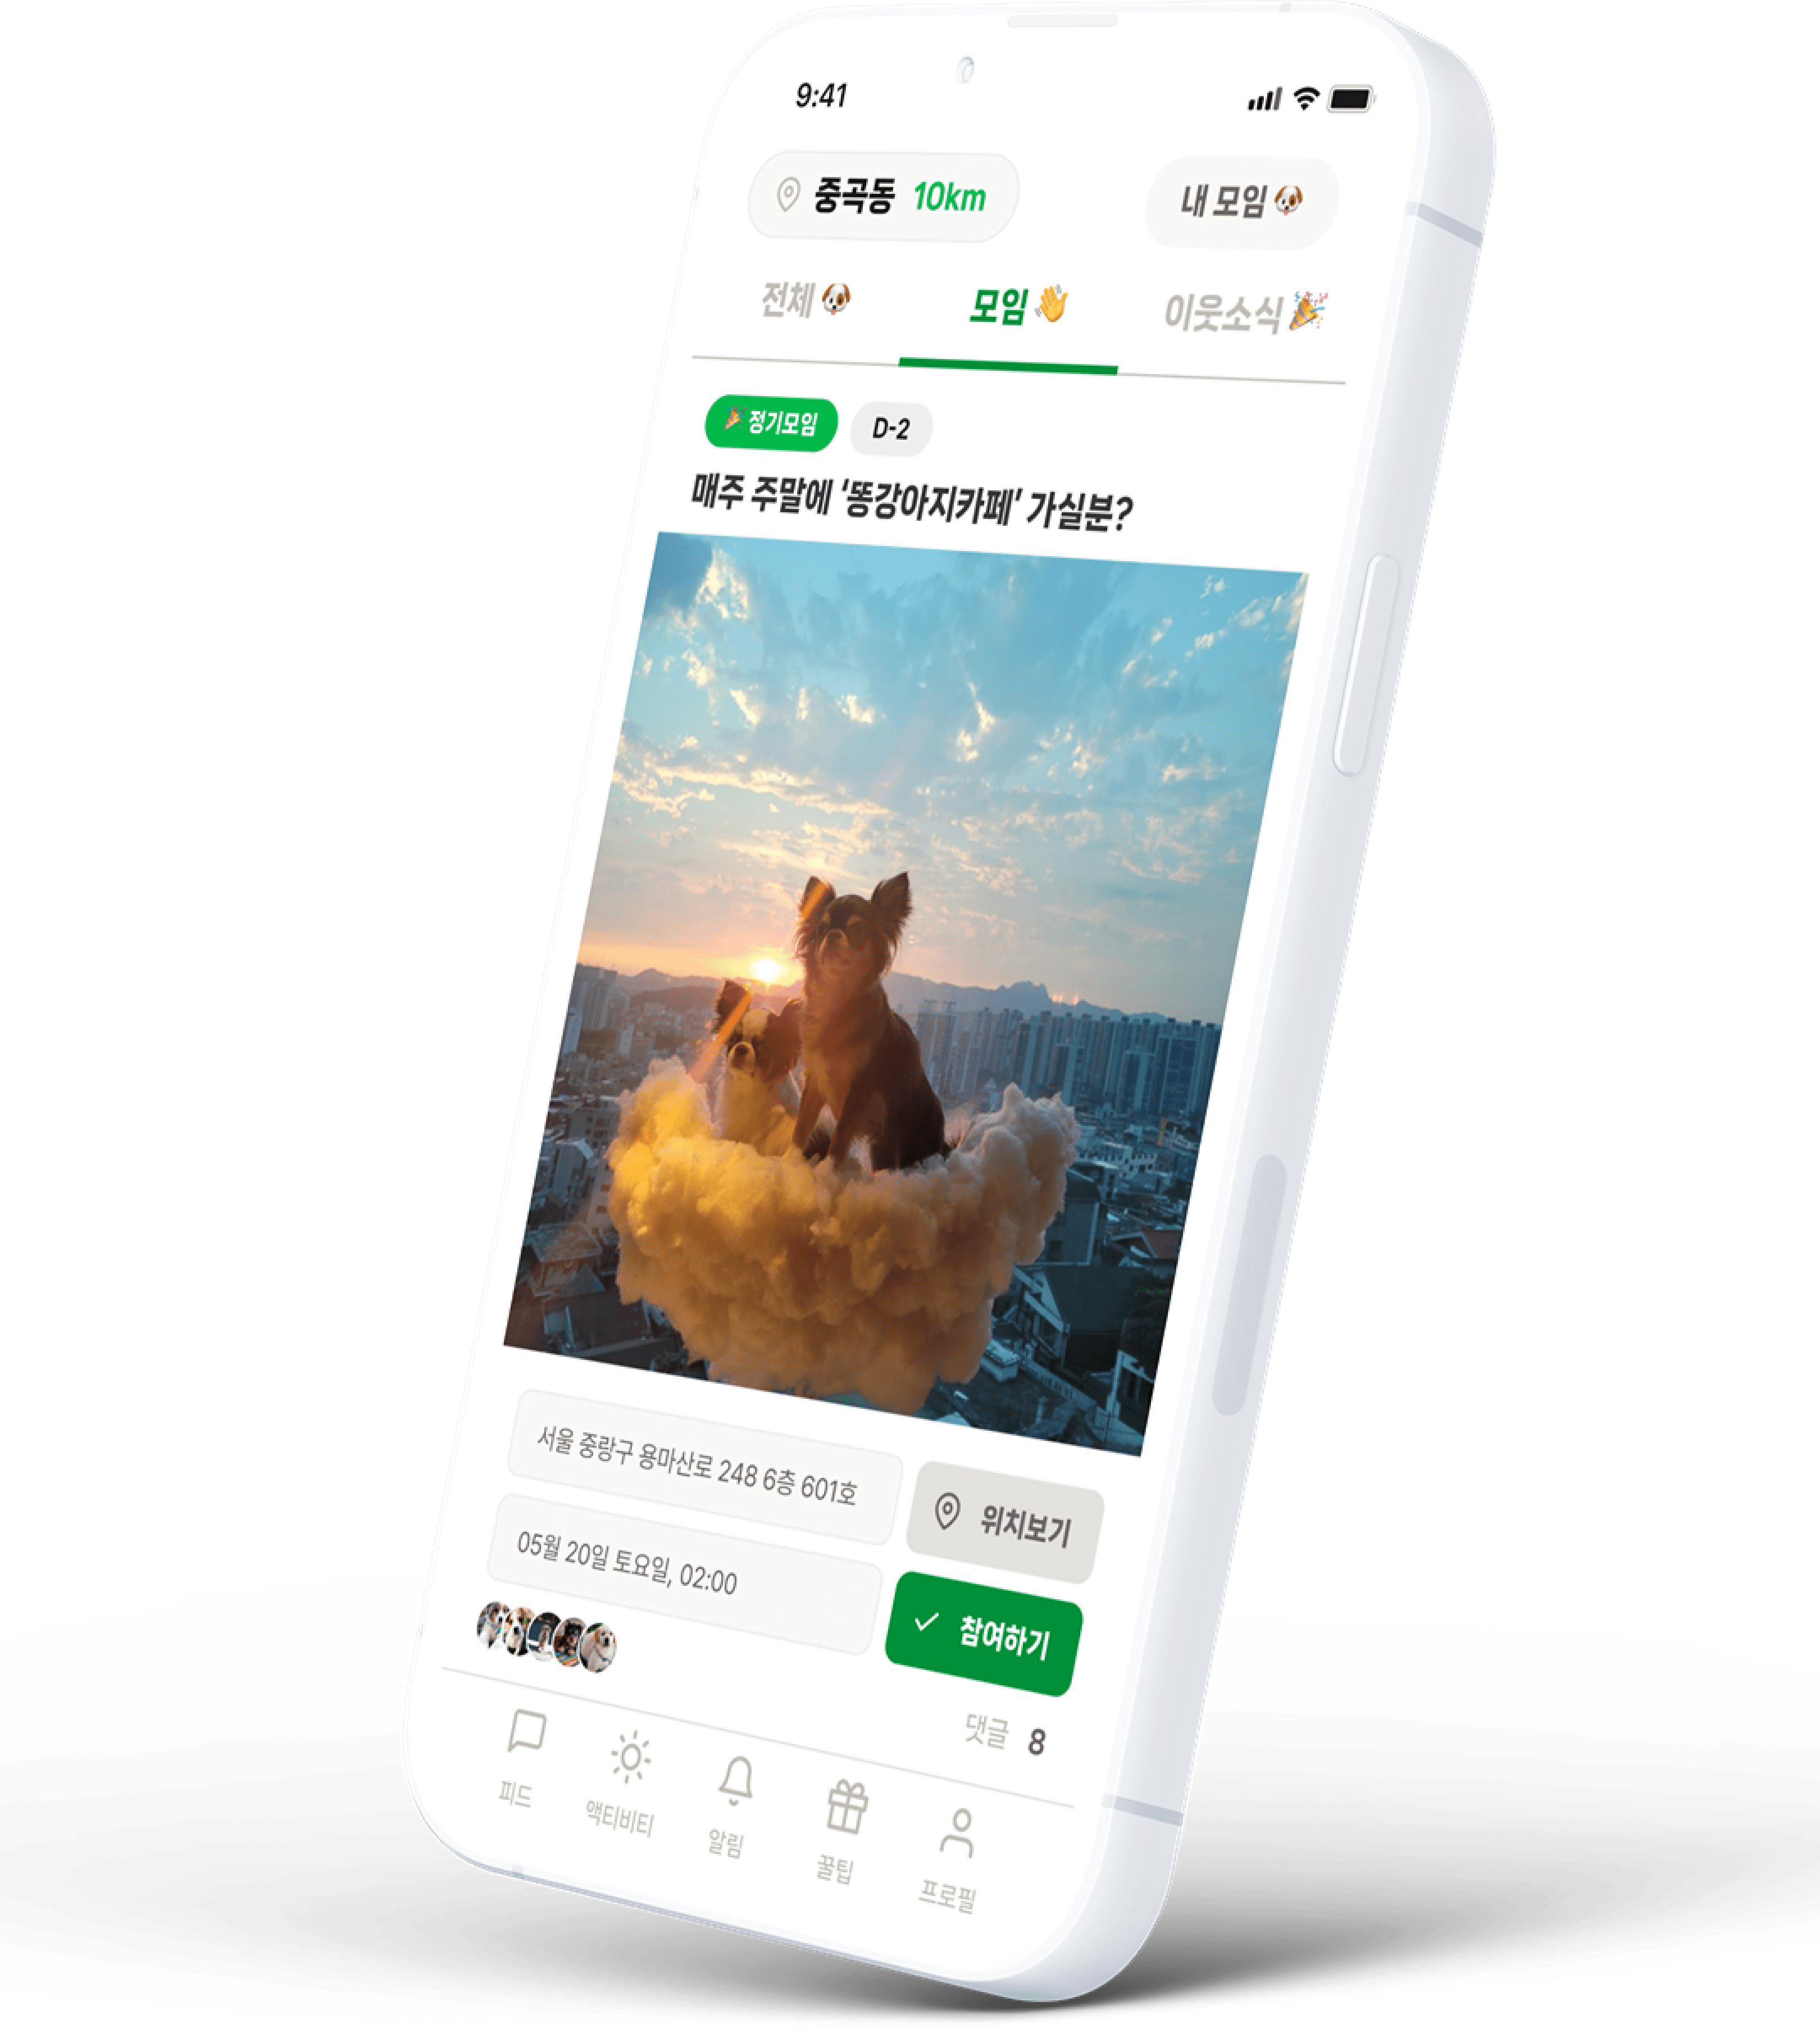 9:41
중곡동 10km
내 모임
전체
모임
이웃소식
정기모임
D-2
매주 주말에 ‘똥강아지카페’ 가실분?
서울 중랑구 용마산로 248 6층 601호
위치보기
05월 20일 토요일, 02:00
참여하기
댓글 8
피드
액티비티
알림
꿀팁
프로필